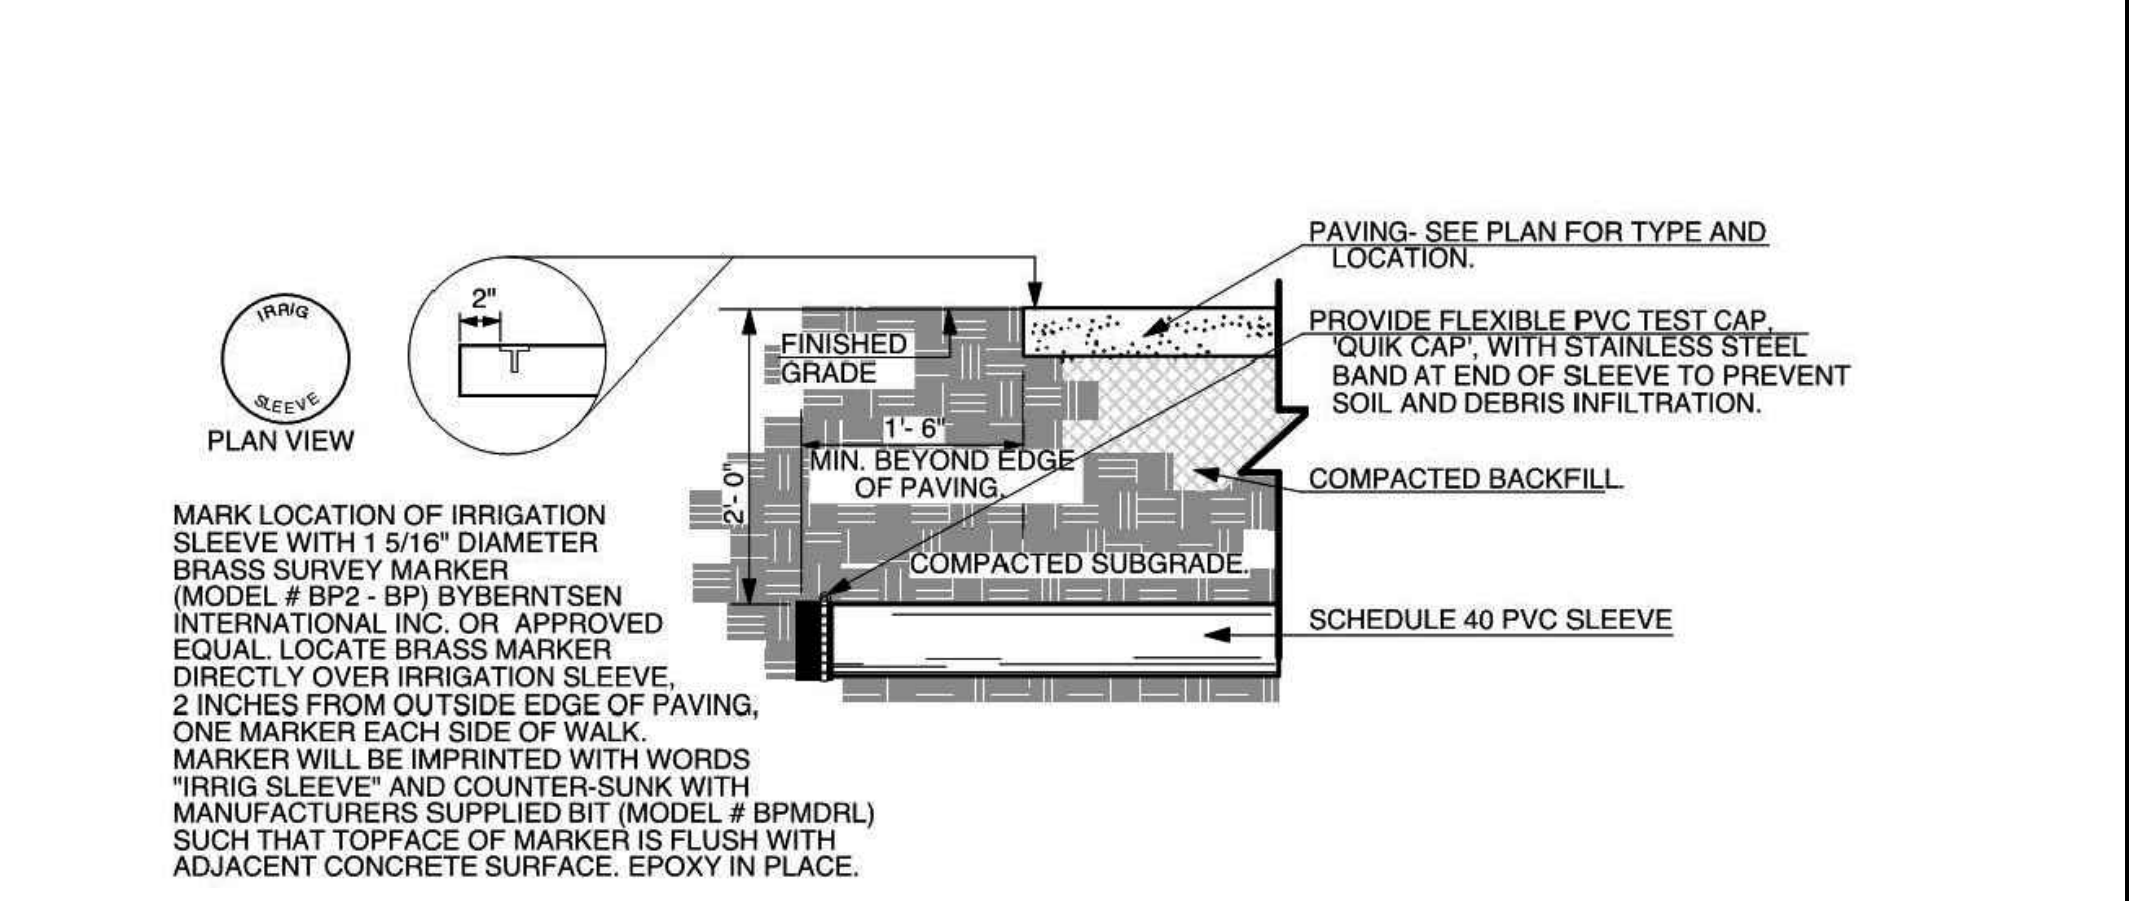 PAVING- SEE PLAN FOR TYPE AND
LOCATION.
2"
IRRIG
SLEEVE
PLAN VIEW
FINISHED
GRADE
PROVIDE FLEXIBLE PVC TEST CAP,
'QUIK CAP', WITH STAINLESS STEEL
BAND AT END OF SLEEVE TO PREVENT
SOIL AND DEBRIS INFILTRATION.
1'- 6"
MIN. BEYOND EDGE
OF PAVING.
2'- 0"
COMPACTED BACKFILL.
COMPACTED SUBGRADE.
SCHEDULE 40 PVC SLEEVE
MARK LOCATION OF IRRIGATION
SLEEVE WITH 1 5/16" DIAMETER
BRASS SURVEY MARKER
(MODEL # BP2 - BP) BYBERNTSEN
INTERNATIONAL INC. OR APPROVED
EQUAL. LOCATE BRASS MARKER
DIRECTLY OVER IRRIGATION SLEEVE,
2 INCHES FROM OUTSIDE EDGE OF PAVING,
ONE MARKER EACH SIDE OF WALK.
MARKER WILL BE IMPRINTED WITH WORDS
"IRRIG SLEEVE" AND COUNTER-SUNK WITH
MANUFACTURERS SUPPLIED BIT (MODEL # BPMDRL)
SUCH THAT TOPFACE OF MARKER IS FLUSH WITH
ADJACENT CONCRETE SURFACE. EPOXY IN PLACE.